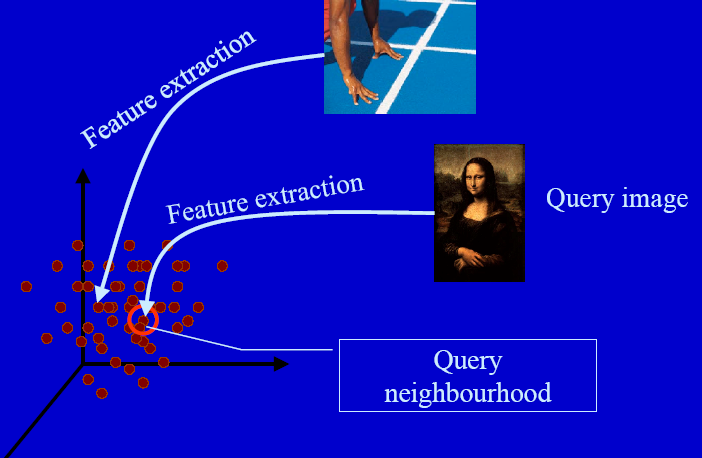 Feature extraction
Feature extraction
Query image
Query
neighbourhood